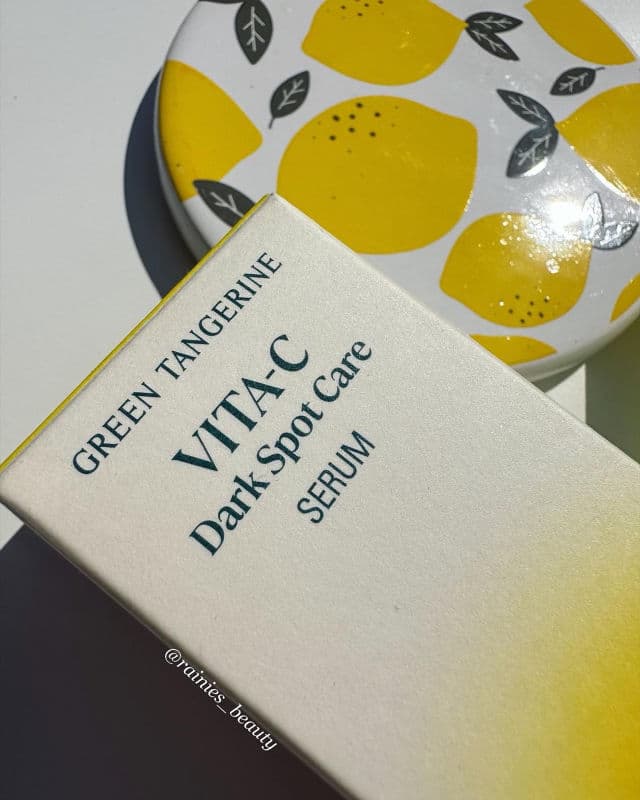 GREEN TANGERINE
VITA-C
Dark Spot Care
SERUM
@rainies_beauty